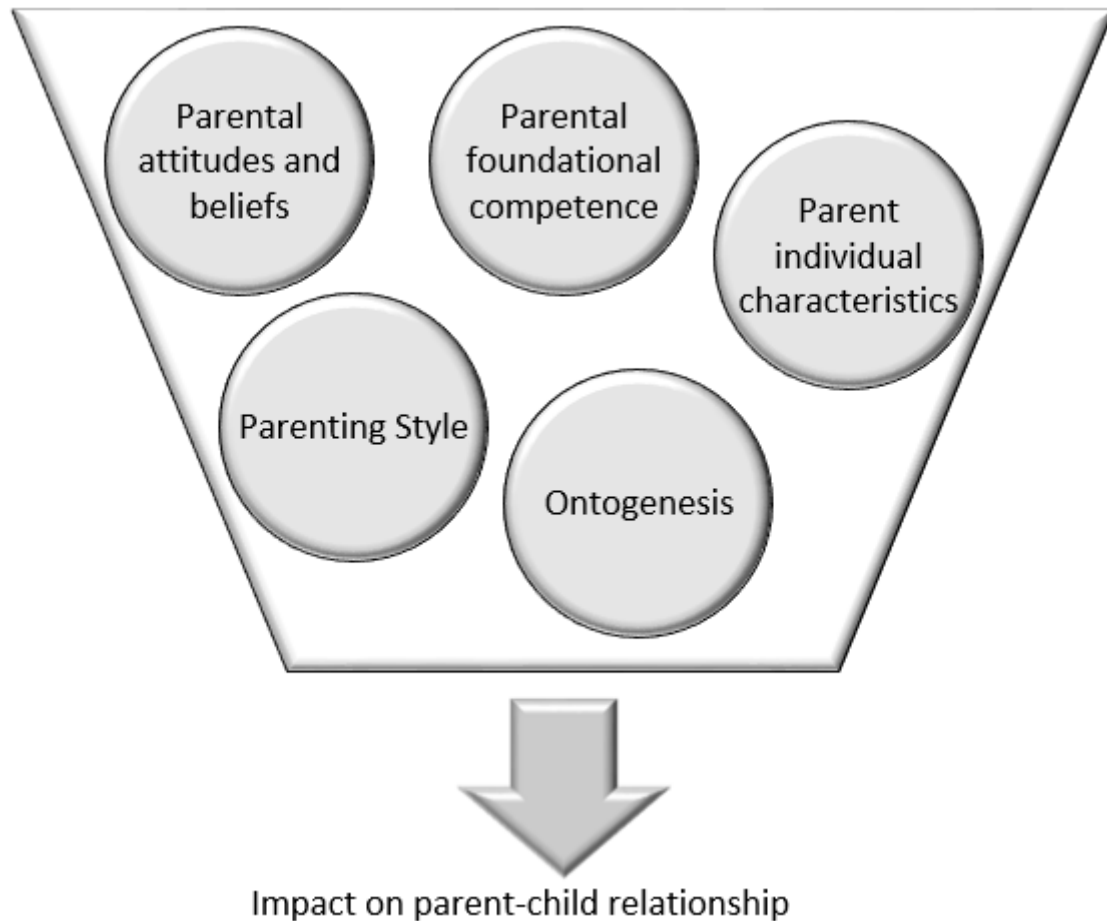 Parental
attitudes and
beliefs
Parental
foundational
competence
Parent
individual
characteristics
Parenting Style
Ontogenesis
Impact on parent-child relationship